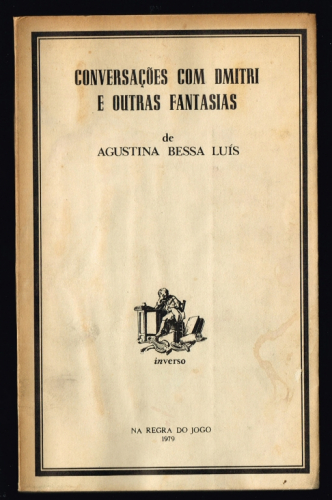 CONVERSAÇÕES COM DMITRI
E OUTRAS FANTASIAS
de
AGUSTINA BESSA LUÍS
inverso
NA REGRA DO JOGO
1979